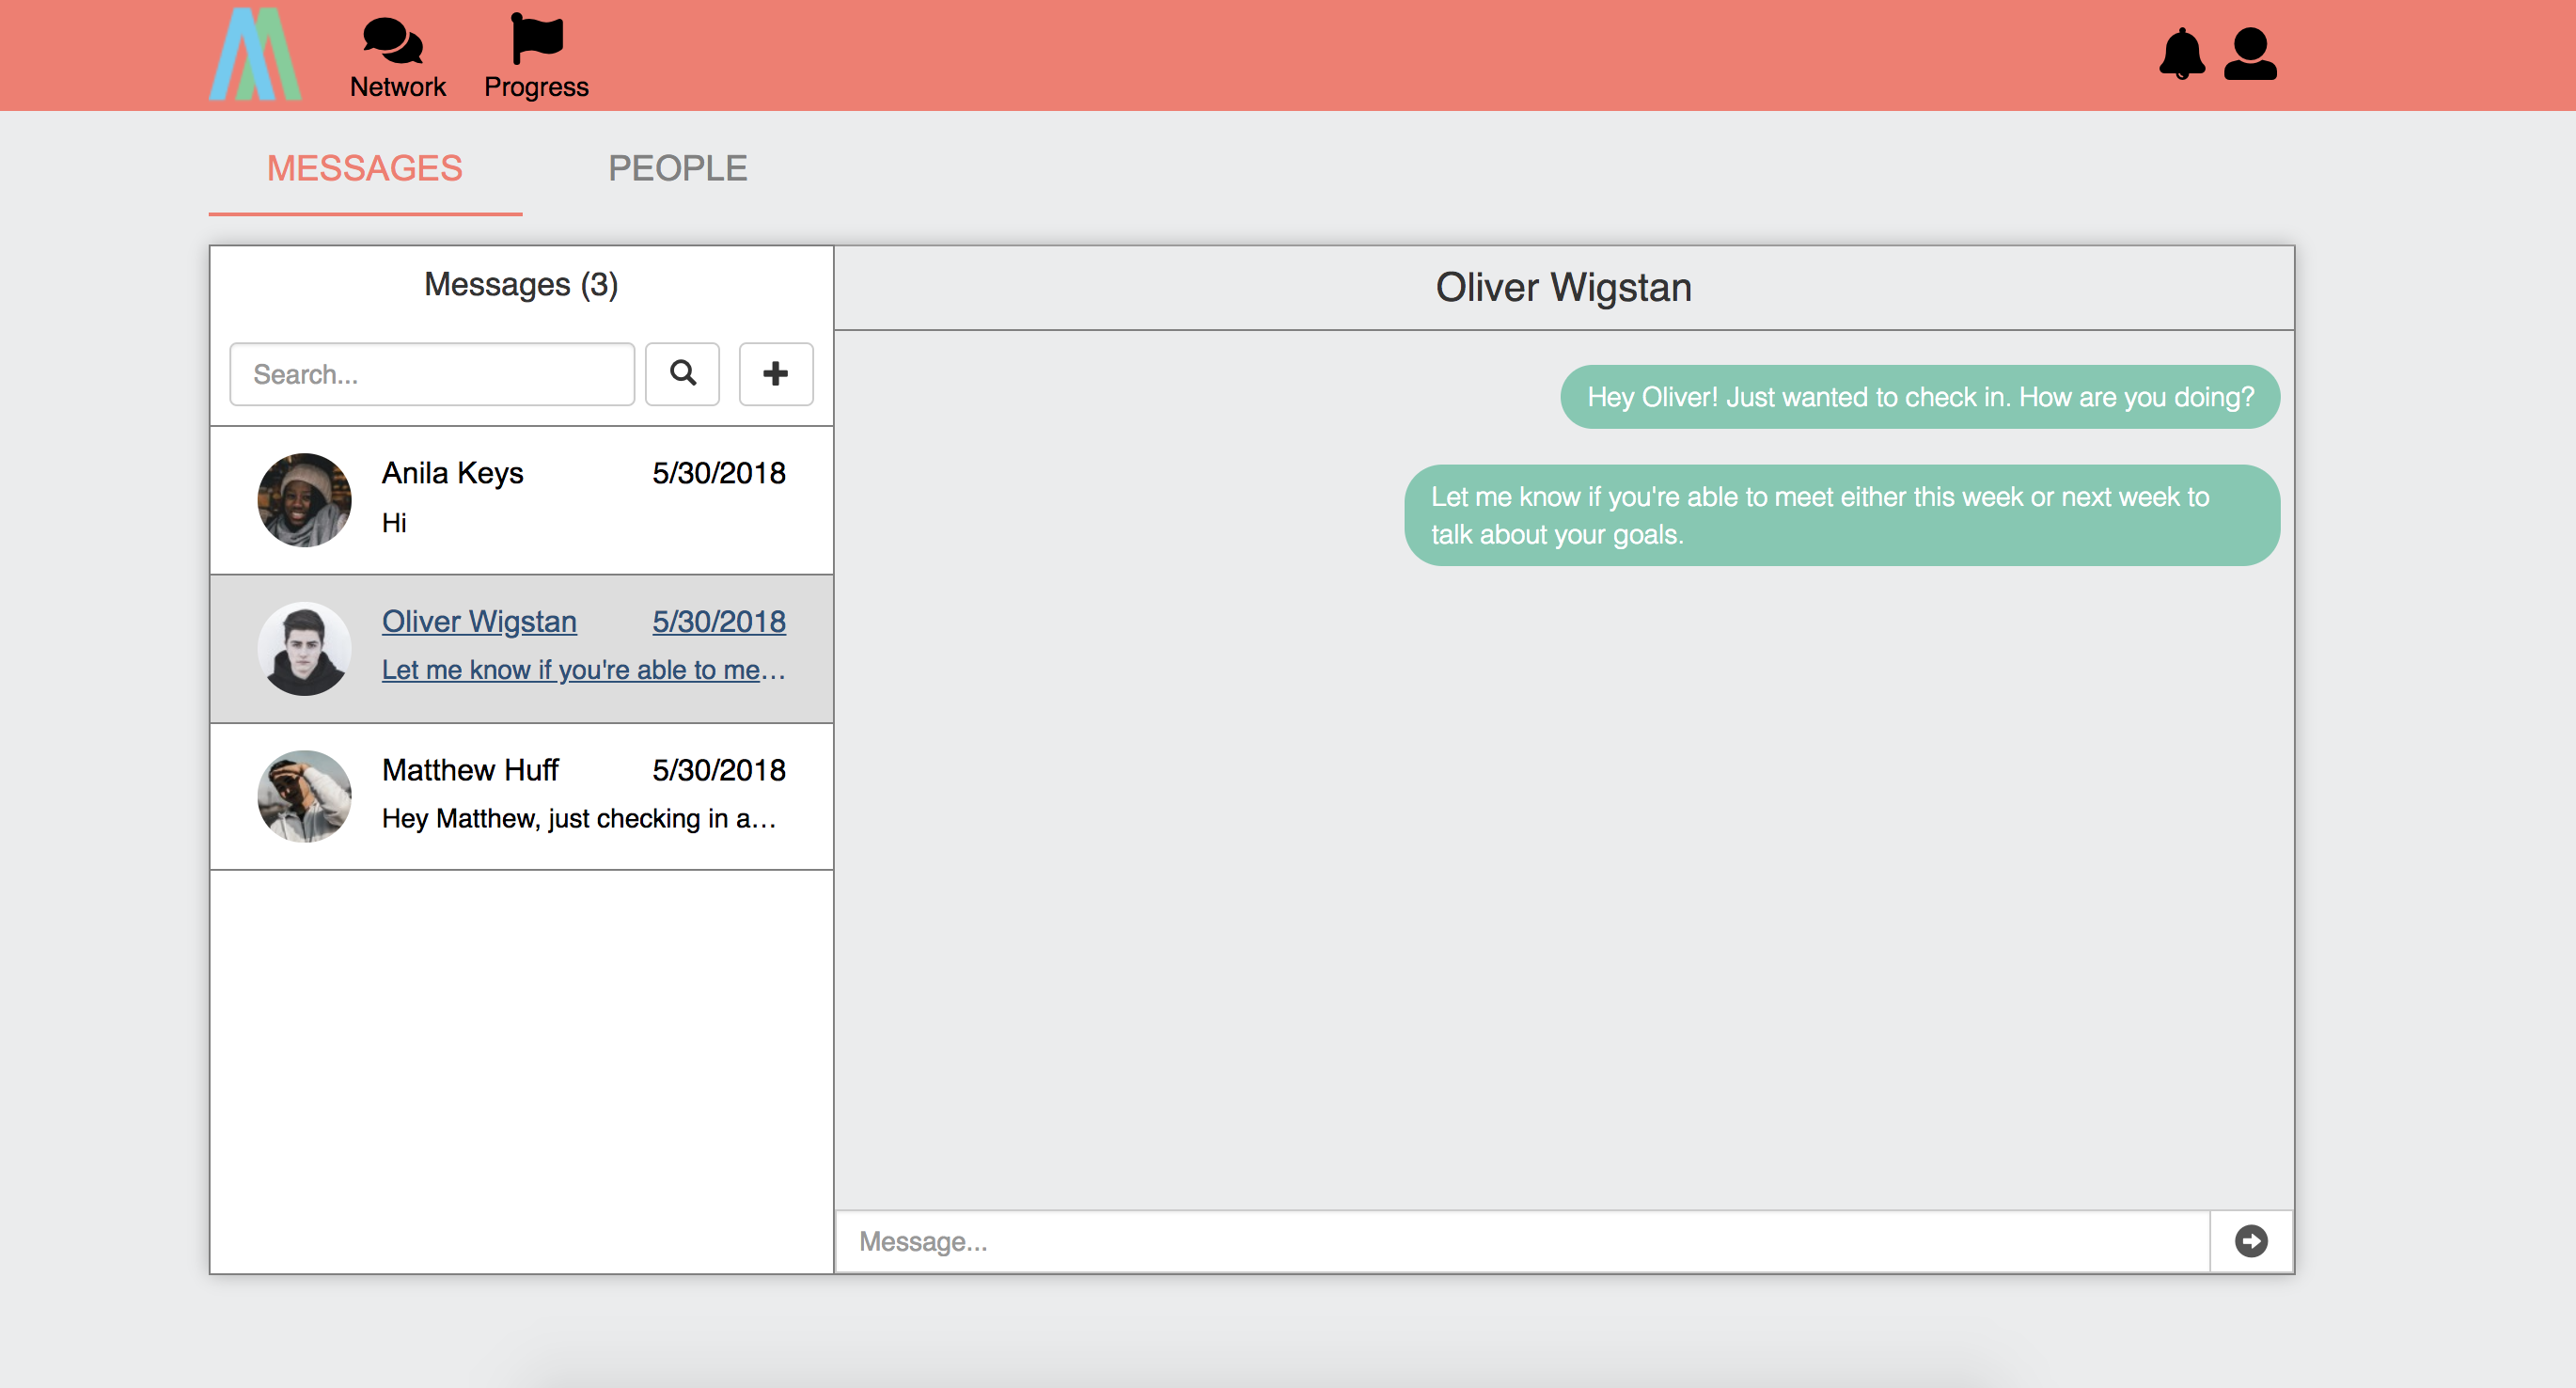 Network
Progress
MESSAGES
PEOPLE
Messages (3)
Search...
Anila Keys
5/30/2018
Hi
Oliver Wigstan
5/30/2018
Let me know if you're able to me...
Matthew Huff
5/30/2018
Hey Matthew, just checking in a...
Oliver Wigstan
Hey Oliver! Just wanted to check in. How are you doing?
Let me know if you're able to meet either this week or next week to
talk about your goals.
Message...